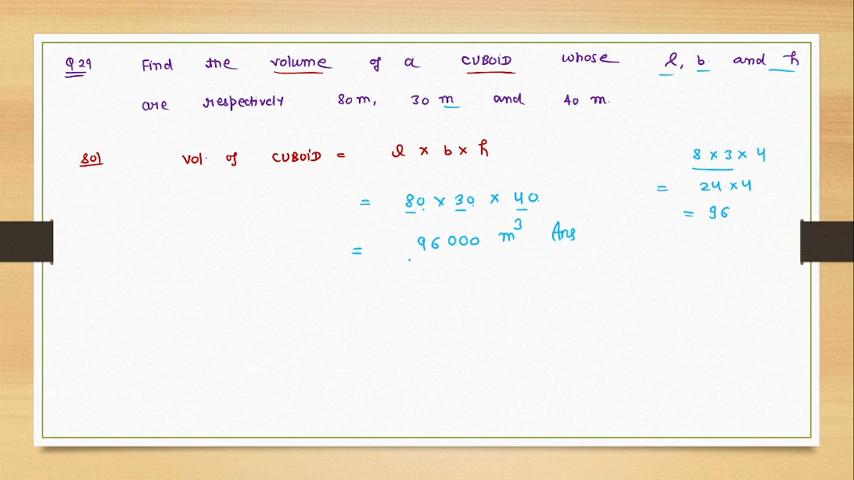 Q 29 Find the volume of a CUBOID whose l, b and h
are respectively 80 m, 30 m and 40 m.
Sol Vol. of CUBOID = l × b × h
= 80 × 30 × 40
= 96000 m³ Ans
8 × 3 × 4
= 24 × 4
= 96